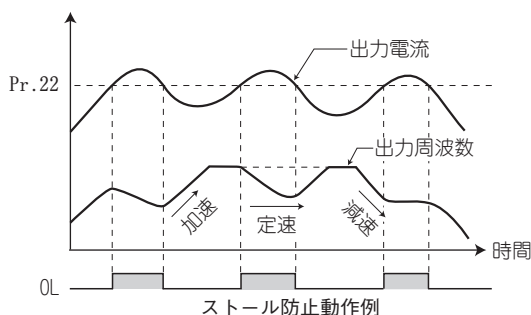 出力電流
Pr.22
出力周波数
加速
定速
減速
時間
OL
ストール防止動作例